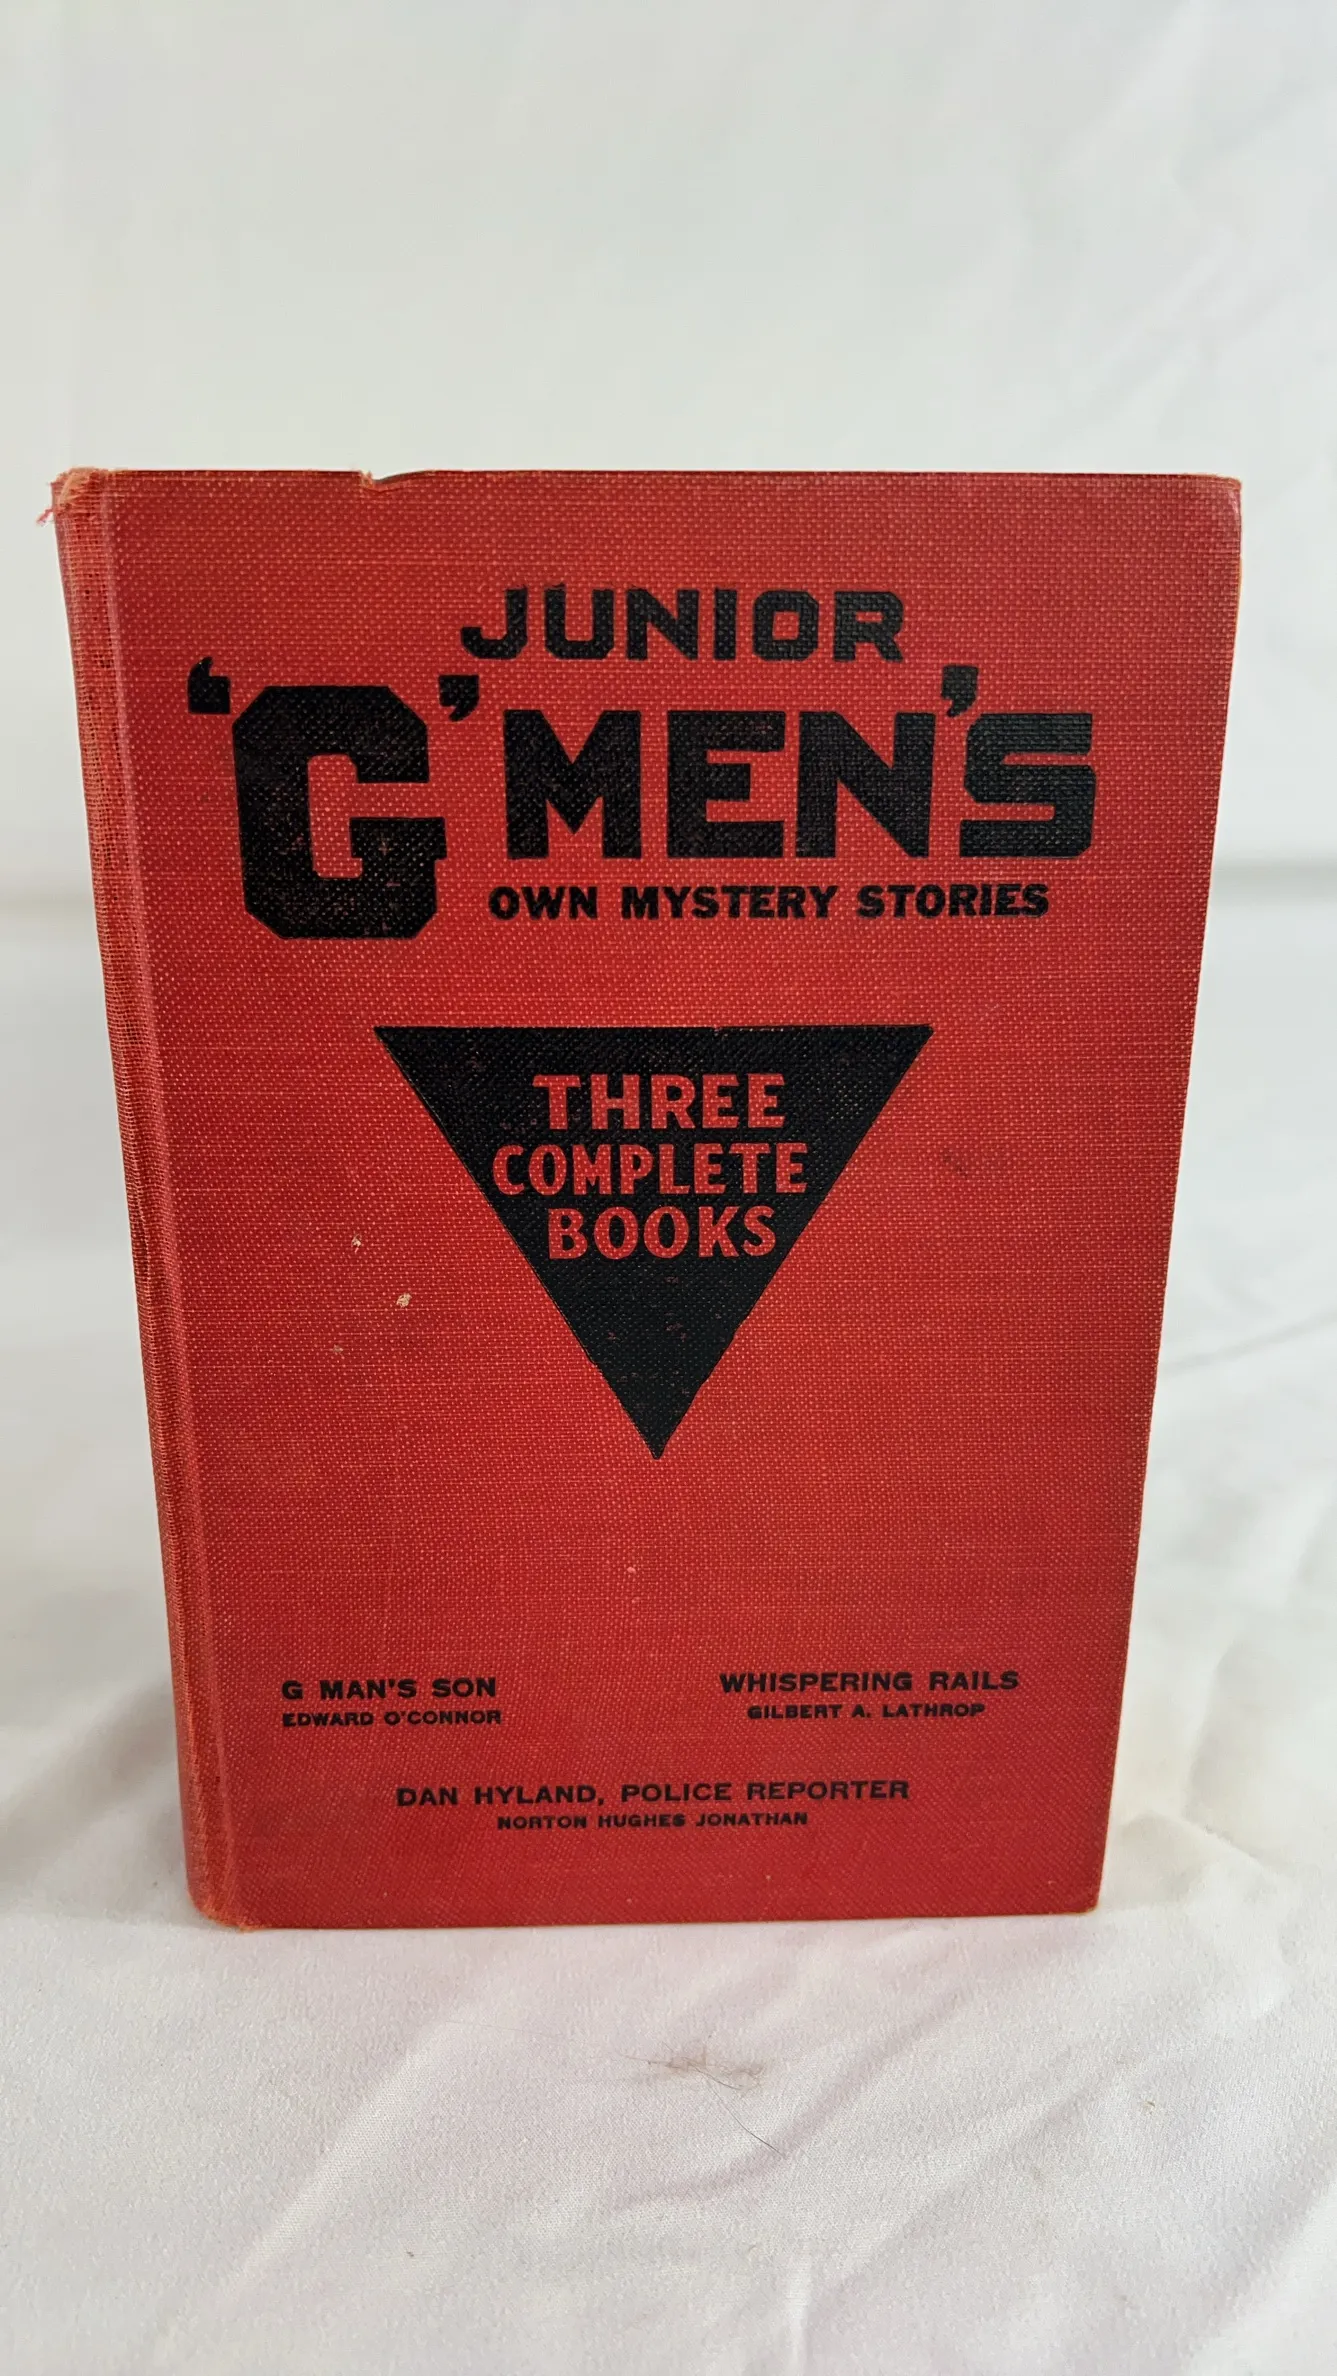 JUNIOR
‘G’ MEN'S
OWN MYSTERY STORIES
THREE
COMPLETE
BOOKS
G MAN'S SON
EDWARD O'CONNOR
WHISPERING RAILS
GILBERT A. LATHROP
DAN HYLAND, POLICE REPORTER
NORTON HUGHES JONATHAN